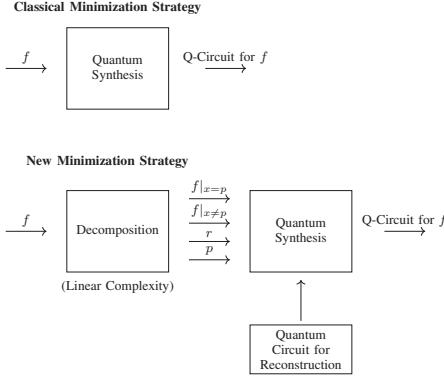 Classical Minimization Strategy
f
Quantum
Synthesis
Q-Circuit for f
New Minimization Strategy
f
Decomposition
(Linear Complexity)
f|x=p
f|x≠p
r
p
Quantum
Synthesis
Q-Circuit for f
Quantum
Circuit for
Reconstruction